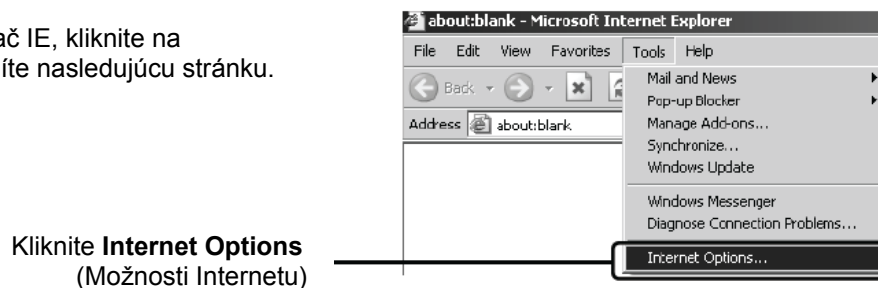 ač IE, kliknite na
íte nasledujúcu stránku.
about:blank - Microsoft Internet Explorer
File Edit View Favorites Tools Help
Back
Address about:blank
Mail and News
Pop-up Blocker
Manage Add-ons...
Synchronize...
Windows Update
Windows Messenger
Diagnose Connection Problems...
Internet Options...
Kliknite Internet Options
(Možnosti Internetu)